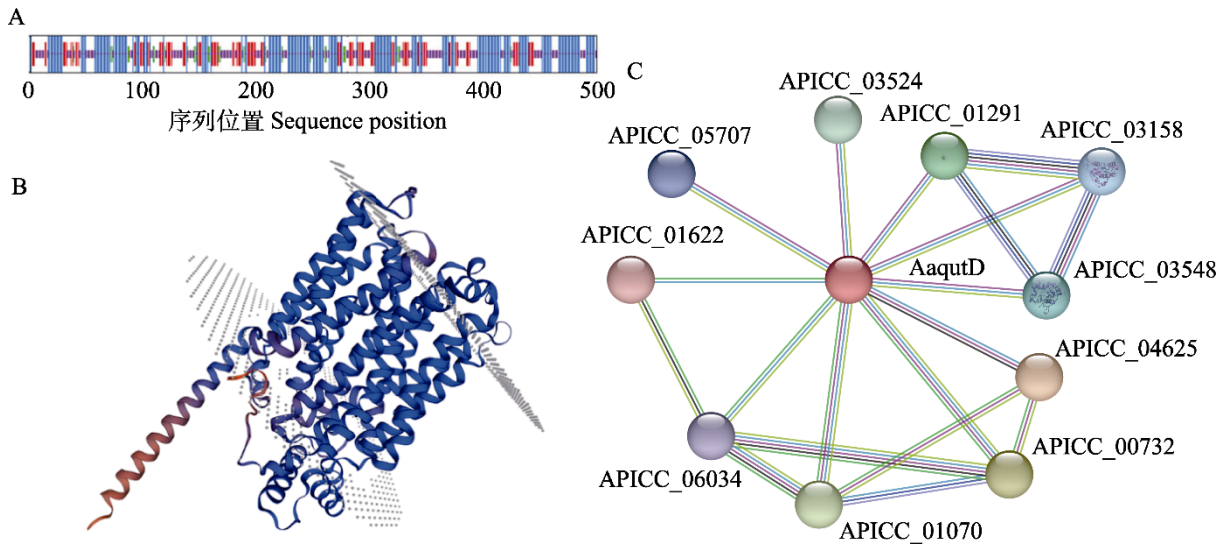 A
0 100 200 300 400 500
序列位置 Sequence position
B
C
APICC_03524
APICC_01291
APICC_03158
APICC_05707
APICC_01622
AaqutD
APICC_03548
APICC_04625
APICC_00732
APICC_06034
APICC_01070